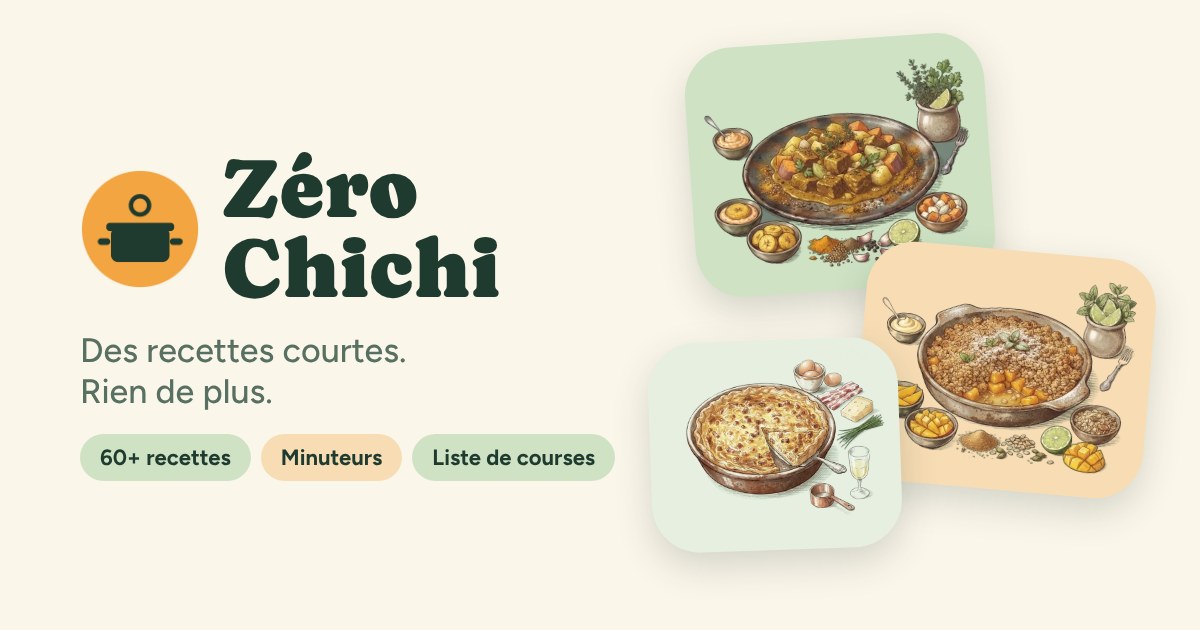 Zéro
Chichi
Des recettes courtes.
Rien de plus.
60+ recettes
Minuteurs
Liste de courses